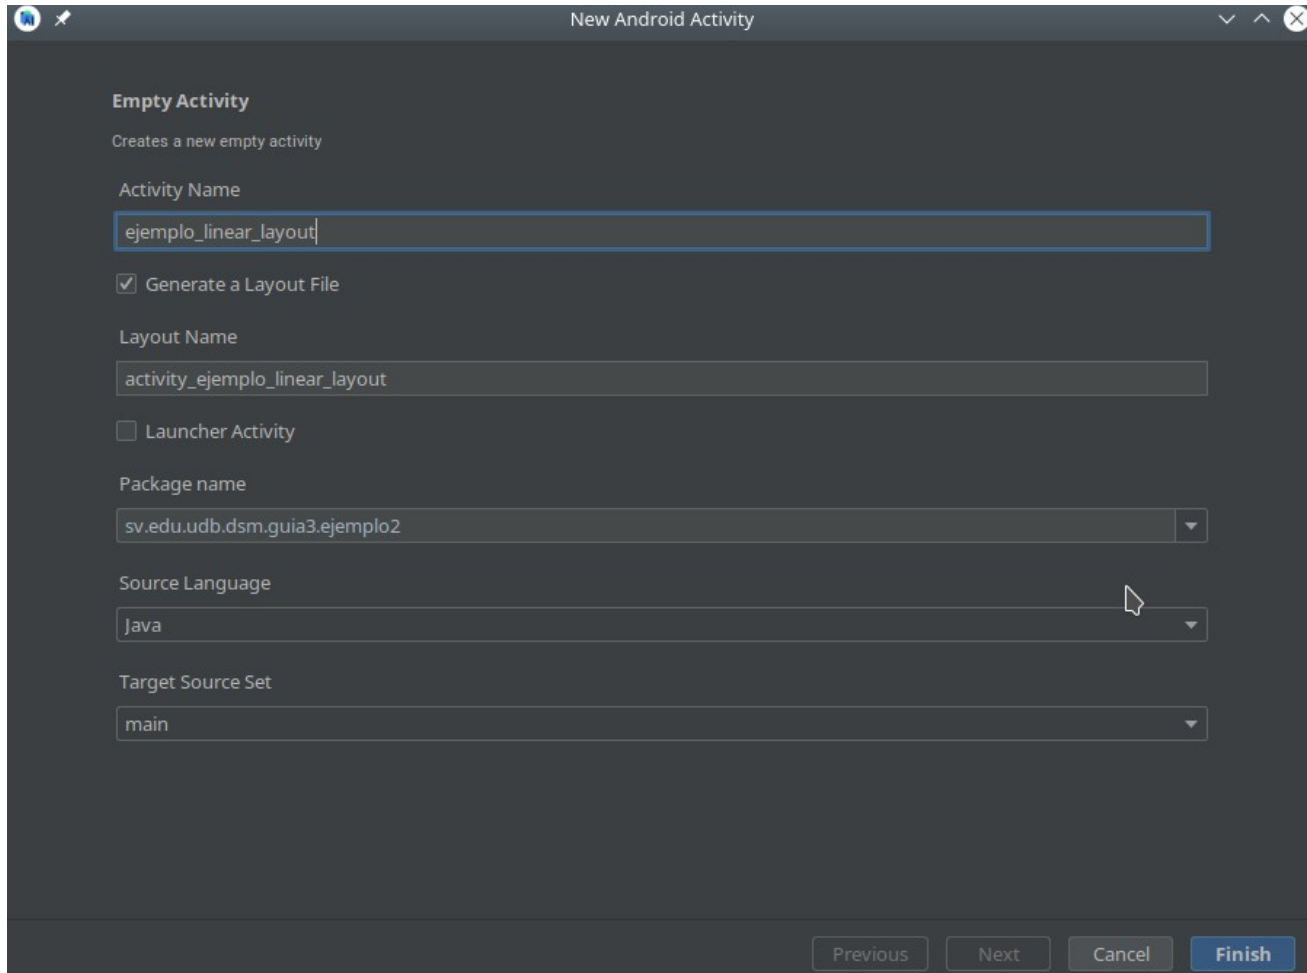 New Android Activity
Empty Activity
Creates a new empty activity
Activity Name
ejemplo_linear_layout
Generate a Layout File
Layout Name
activity_ejemplo_linear_layout
Launcher Activity
Package name
sv.edu.udb.dsm.guia3.ejemplo2
Source Language
Java
Target Source Set
main
Previous Next Cancel Finish